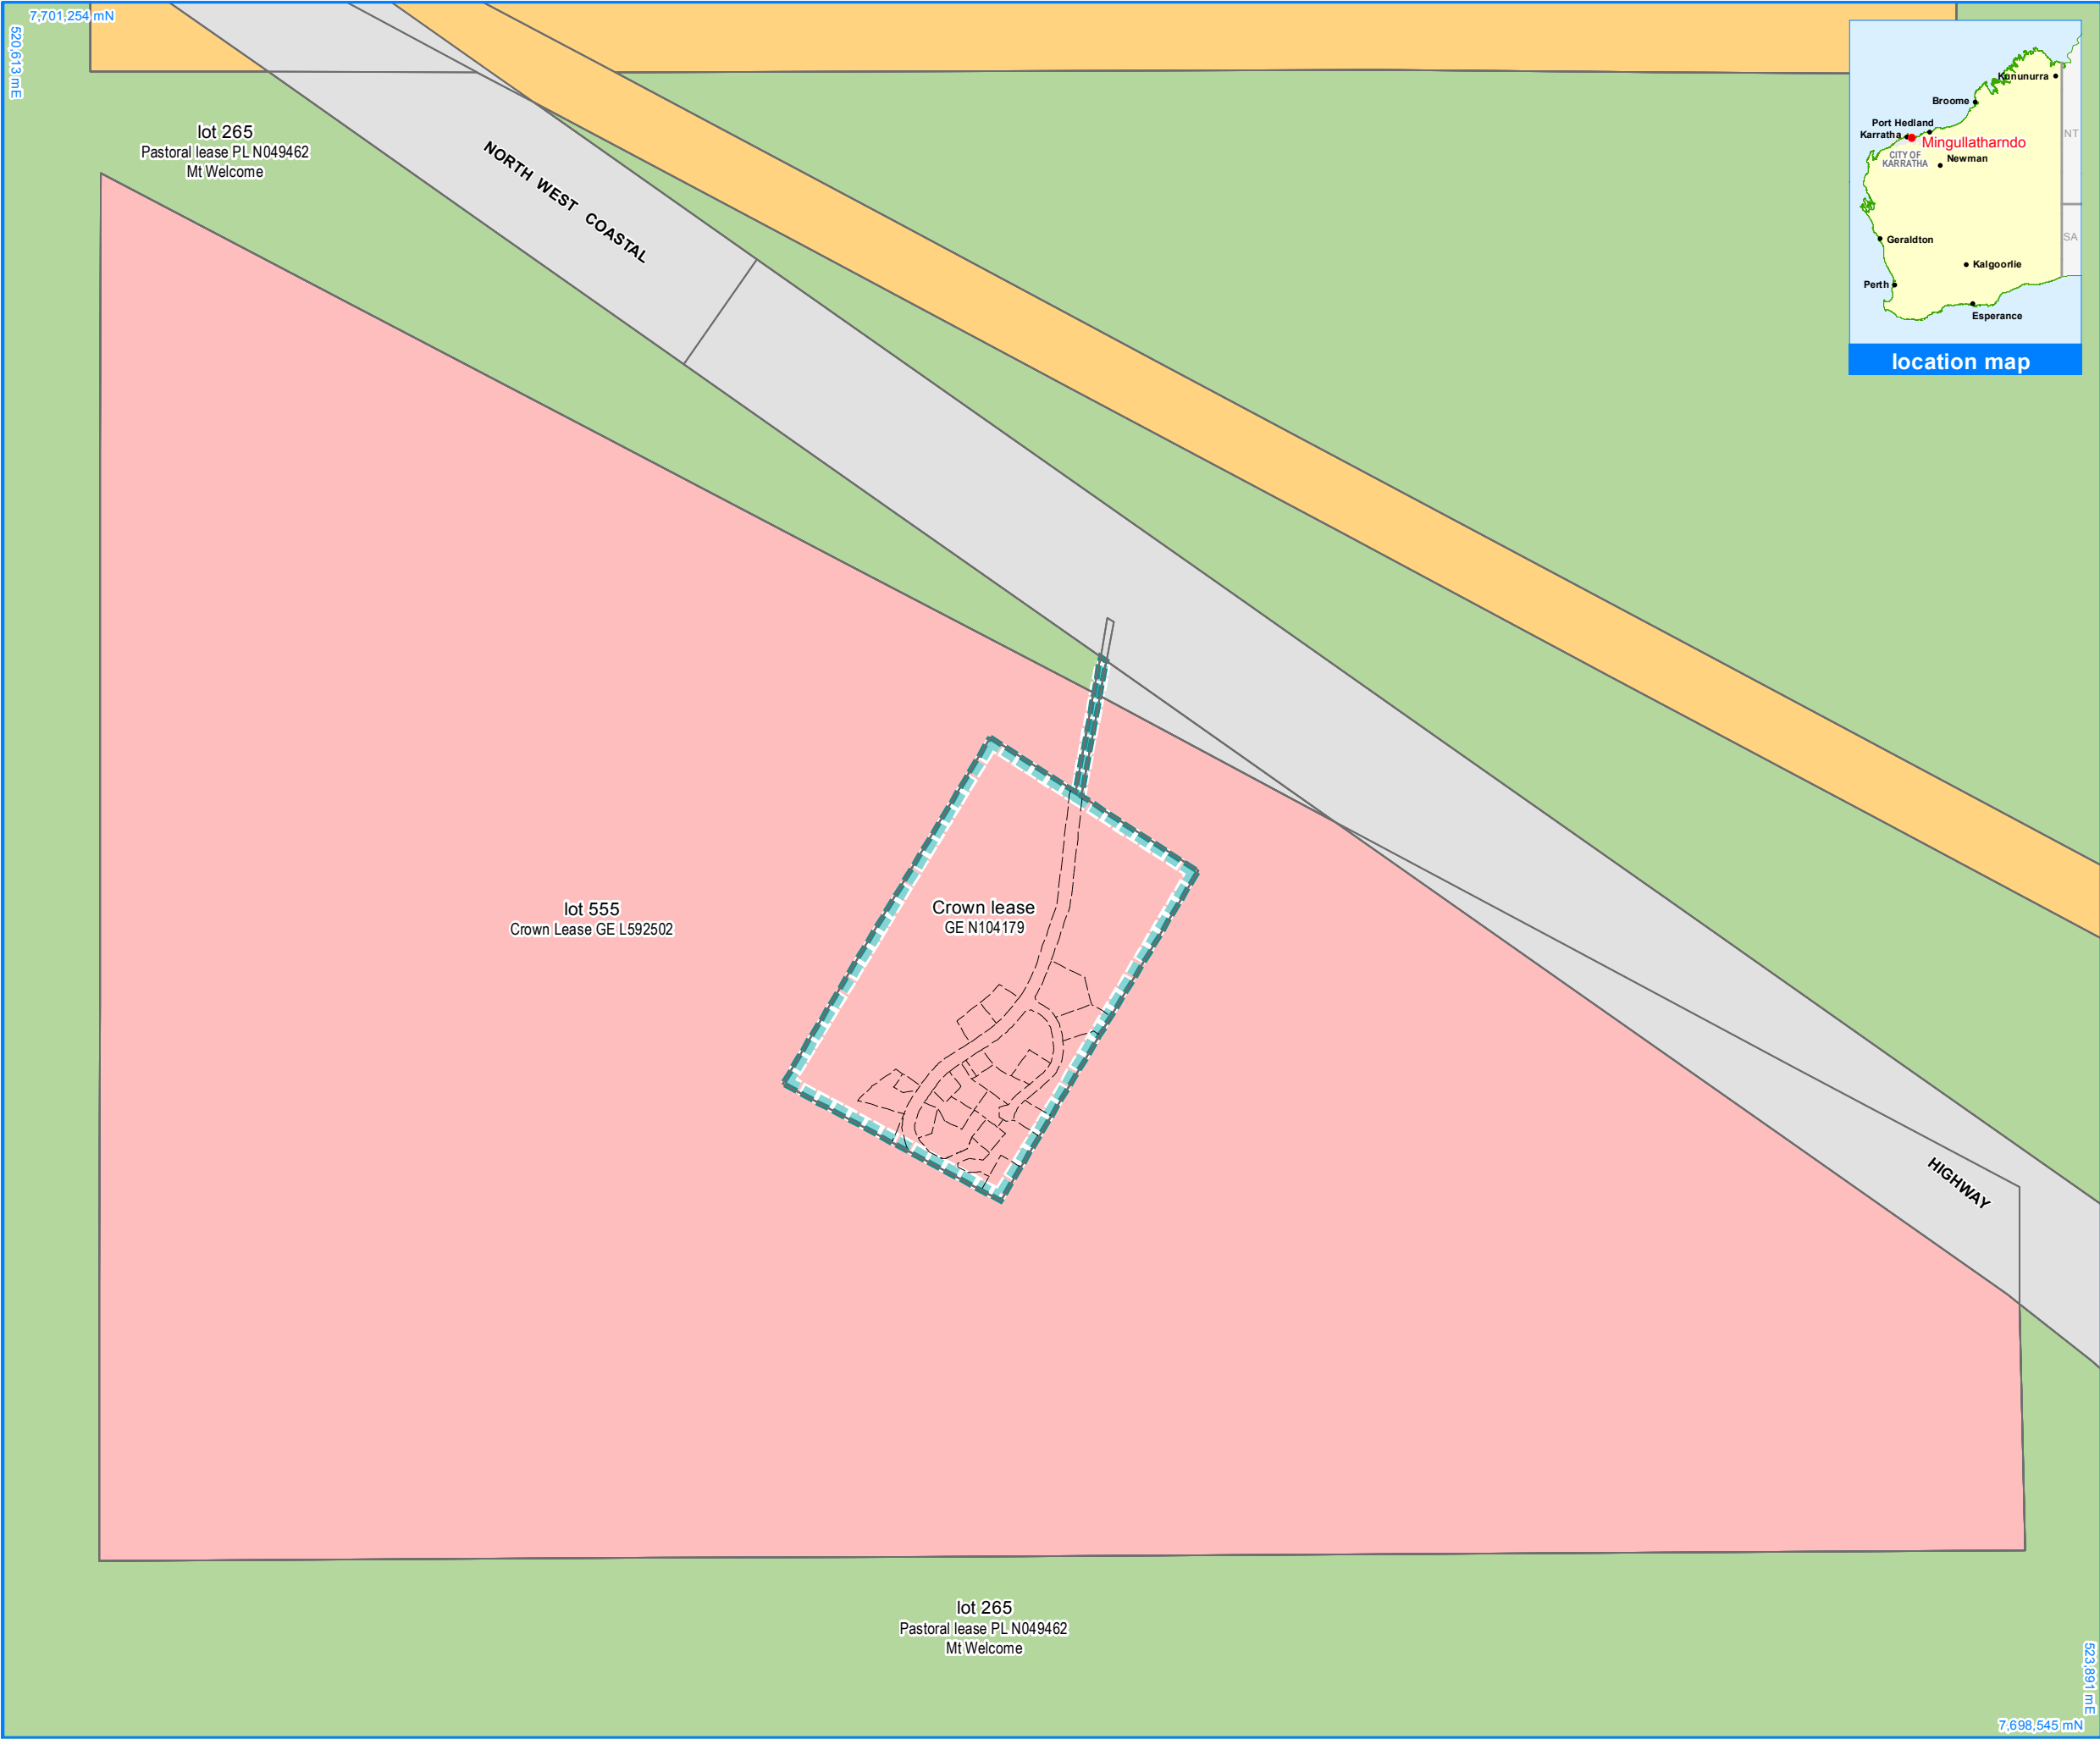 7,701,254 mN
520,613 mE
lot 265
Pastoral lease PL N049462
Mt Welcome
NORTH WEST COASTAL
Kununurra
Broome
Port Hedland
Karratha
Mingullatharndo
CITY OF
KARRATHA
Newman
NT
SA
Geraldton
Kalgoorlie
Perth
Esperance
location map
lot 555
Crown Lease GE L592502
Crown lease
GE N104179
HIGHWAY
lot 265
Pastoral lease PL N049462
Mt Welcome
523,891 mE
7,698,545 mN